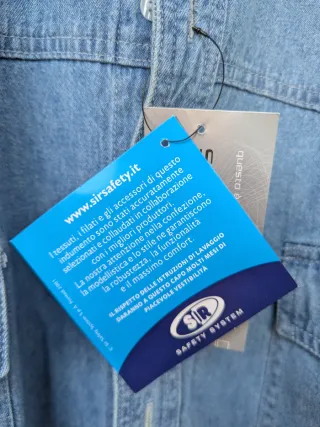 www.sirsafety.it
I tessuti, i filati e gli accessori di questo
indumento sono stati accuratamente
selezionati e collaudati in collaborazione
con i migliori produttori.
La nostra attenzione nella confezione,
la modellistica e lo stile ne garantiscono
la robustezza, la funzionalità
e il massimo comfort.
IL RISPETTO DELLE ISTRUZIONI DI LAVAGGIO
DARANNO A QUESTO CAPO MOLTI MESI DI
PIACEVOLE VESTIBILITÀ
SIR
SAFETY SYSTEM
questo